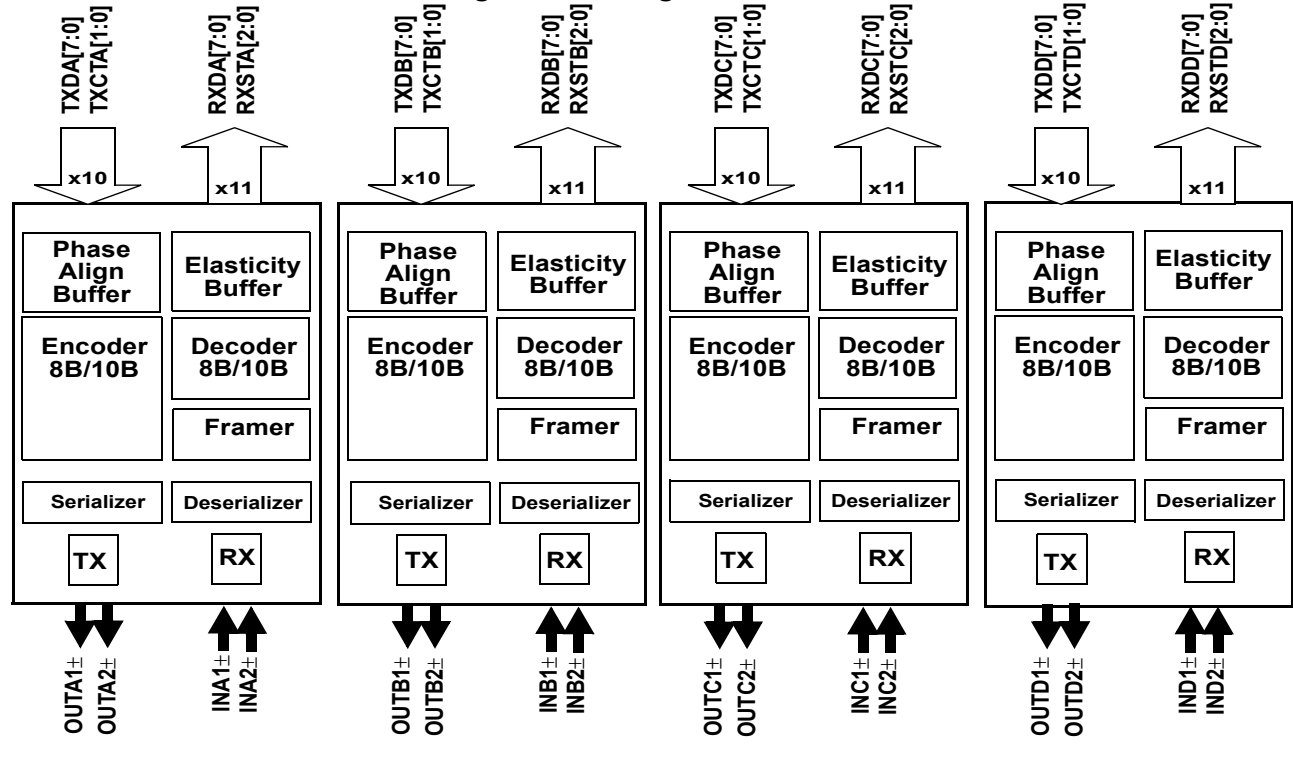 TXDA[7:0]
TXCTA[1:0]
RXDA[7:0]
RXSTA[2:0]
TXDB[7:0]
TXCTB[1:0]
RXDB[7:0]
RXSTB[2:0]
TXDC[7:0]
TXCTC[1:0]
RXDC[7:0]
RXSTC[2:0]
TXDD[7:0]
TXCTD[1:0]
RXDD[7:0]
RXSTD[2:0]
x10
x11
x10
x11
x10
x11
x10
x11
Phase
Align
Buffer
Elasticity
Buffer
Encoder
8B/10B
Decoder
8B/10B
Framer
Serializer
Deserializer
TX
RX
Phase
Align
Buffer
Elasticity
Buffer
Encoder
8B/10B
Decoder
8B/10B
Framer
Serializer
Deserializer
TX
RX
Phase
Align
Buffer
Elasticity
Buffer
Encoder
8B/10B
Decoder
8B/10B
Framer
Serializer
Deserializer
TX
RX
Phase
Align
Buffer
Elasticity
Buffer
Encoder
8B/10B
Decoder
8B/10B
Framer
Serializer
Deserializer
TX
RX
OUTA1±
OUTA2±
INA1±
INA2±
OUTB1±
OUTB2±
INB1±
INB2±
OUTC1±
OUTC2±
INC1±
INC2±
OUTD1±
OUTD2±
IND1±
IND2±